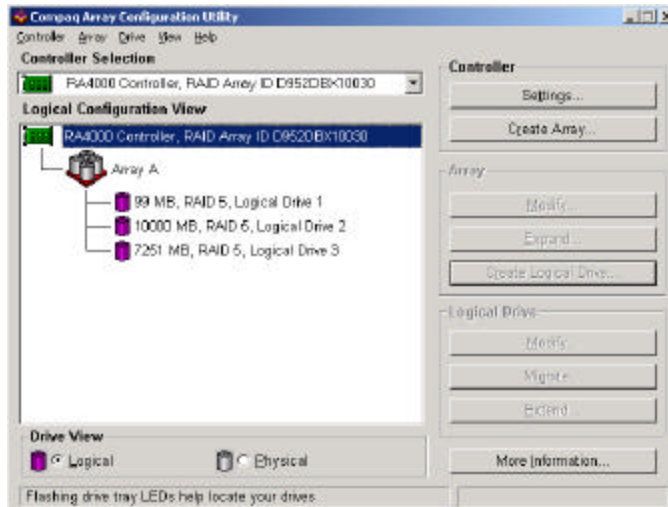 Compaq Array Configuration Utility
Controller Array Drive View Help
Controller Selection
RA4000 Controller, RAID Array ID D952DBX10030
Logical Configuration View
RA4000 Controller, RAID Array ID D952DBX10030
Array A
99 MB, RAID 5, Logical Drive 1
10000 MB, RAID 5, Logical Drive 2
7251 MB, RAID 5, Logical Drive 3
Drive View
Logical
Physical
Controller
Settings...
Create Array...
Array
Modify...
Expand...
Create Logical Drive...
Logical Drive
Modify...
Migrate...
Extend...
More Information...
Flashing drive tray LEDs help locate your drives